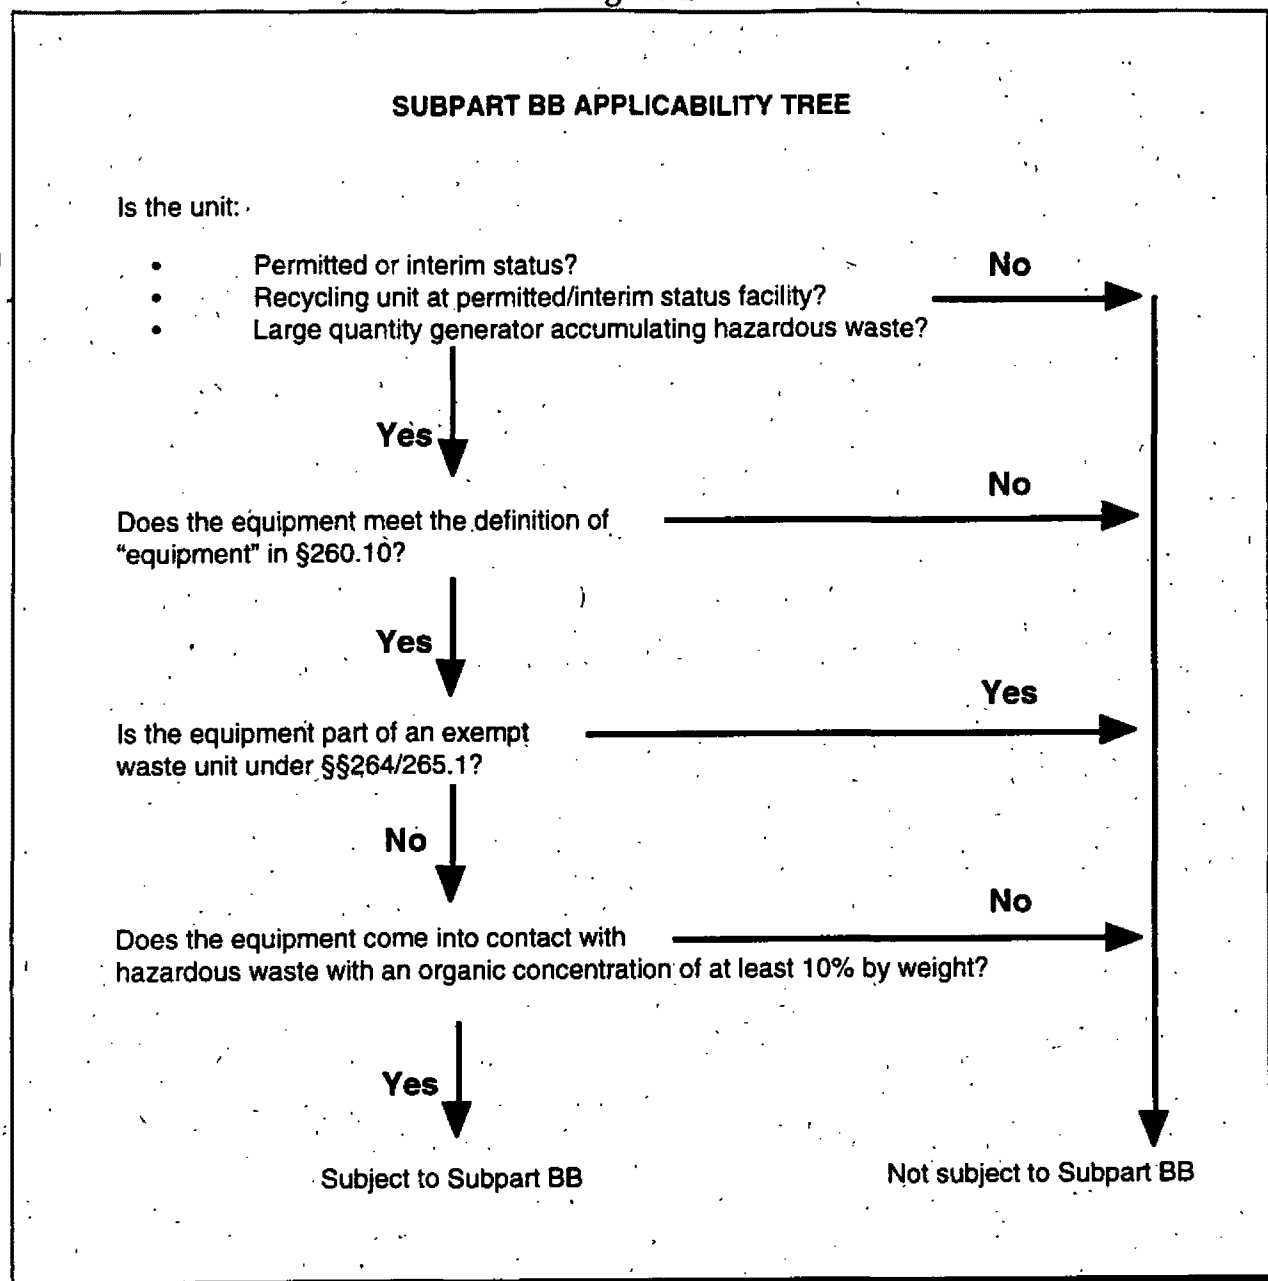 SUBPART BB APPLICABILITY TREE
Is the unit:
• Permitted or interim status?
• Recycling unit at permitted/interim status facility?
• Large quantity generator accumulating hazardous waste?
No
Yes
Does the equipment meet the definition of
"equipment" in §260.10?
No
Yes
Is the equipment part of an exempt
waste unit under §§264/265.1?
Yes
No
Does the equipment come into contact with
hazardous waste with an organic concentration of at least 10% by weight?
No
Yes
Subject to Subpart BB
Not subject to Subpart BB